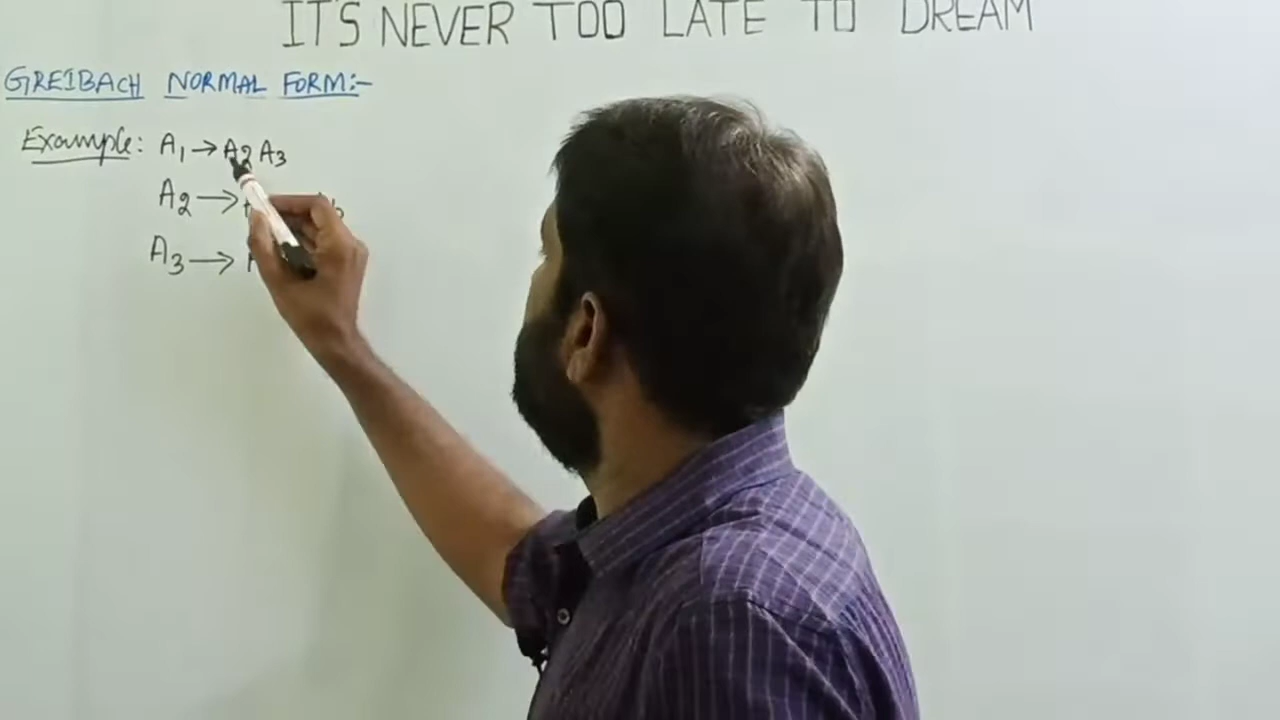 IT'S NEVER TOO LATE TO DREAM
GREIBACH NORMAL FORM:-
Example: A1 → A2 A3
A2 → b
A3 →